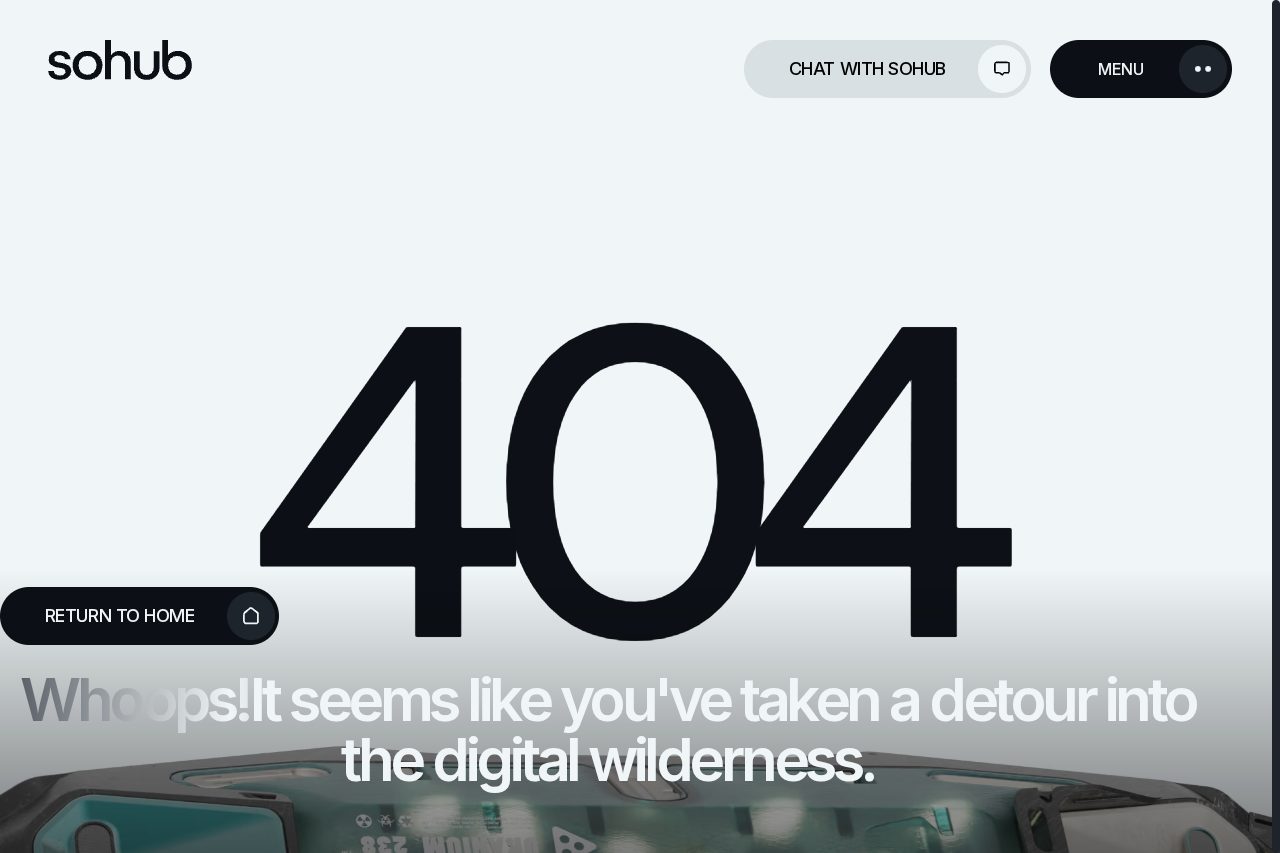 sohub
CHAT WITH SOHUB
MENU
404
RETURN TO HOME
Whoops!It seems like you've taken a detour into
the digital wilderness.
238